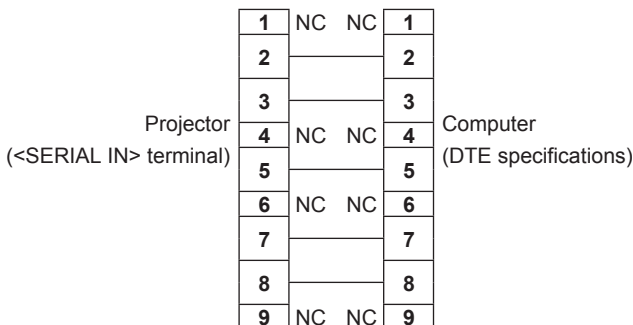 1 NC NC 1
2 2
3 3
Projector
(<SERIAL IN> terminal)
4 NC NC 4
Computer
(DTE specifications)
5 5
6 NC NC 6
7 7
8 8
9 NC NC 9